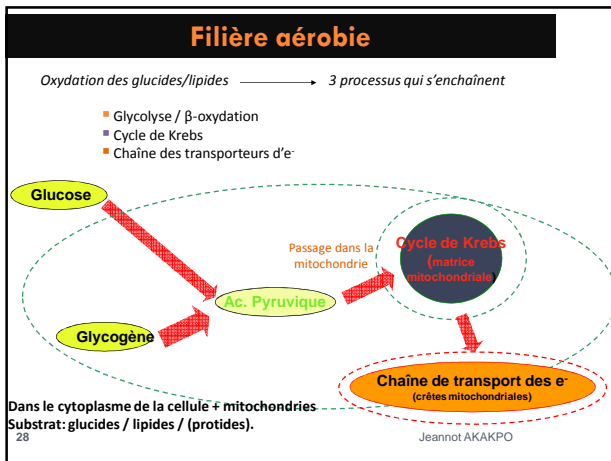 Filière aérobie
Oxydation des glucides/lipides 3 processus qui s'enchaînent
Glycolyse / β-oxydation
Cycle de Krebs
Chaîne des transporteurs d'e-
Glucose
Passage dans la
mitochondrie
Cycle de Krebs
(matrice
mitochondriale)
Ac. Pyruvique
Glycogène
Chaîne de transport des e-
(crêtes mitochondriales)
Dans le cytoplasme de la cellule + mitochondries
Substrat: glucides / lipides / (protides).
28 Jeannot AKAKPO